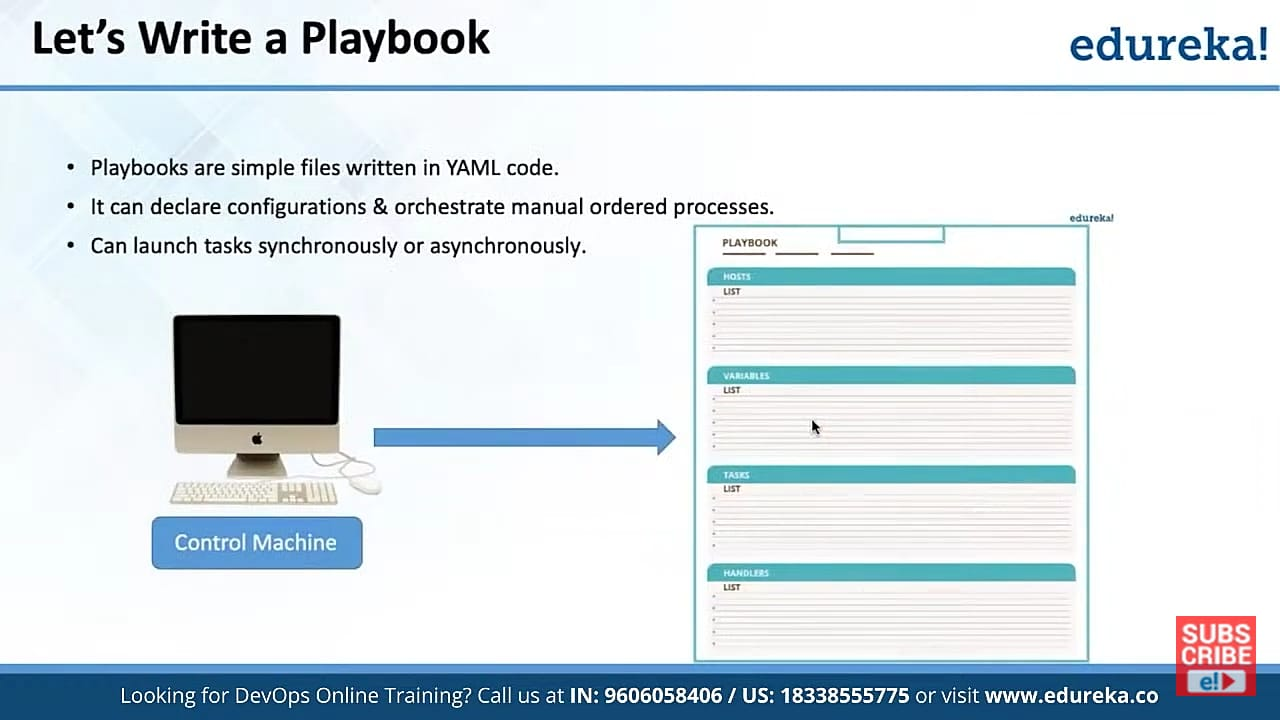 Let's Write a Playbook
edureka!
• Playbooks are simple files written in YAML code.
• It can declare configurations & orchestrate manual ordered processes.
• Can launch tasks synchronously or asynchronously.
edureka!
PLAYBOOK
HOSTS
LIST
VARIABLES
LIST
TASKS
LIST
HANDLERS
LIST
Control Machine
SUBS
CRIBE
e!
Looking for DevOps Online Training? Call us at IN: 9606058406 / US: 18338555775 or visit www.edureka.co